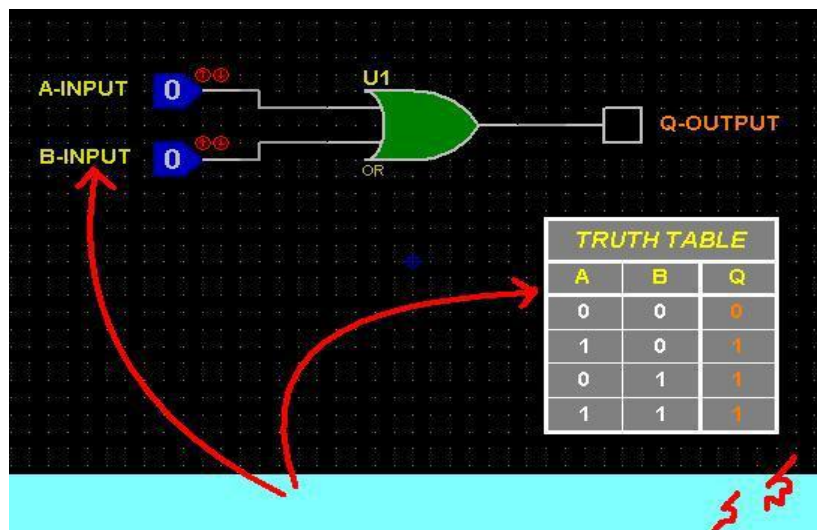 U1
A-INPUT 0
Q-OUTPUT
B-INPUT 0
OR
TRUTH TABLE
A B Q
0 0 0
1 0 1
0 1 1
1 1 1